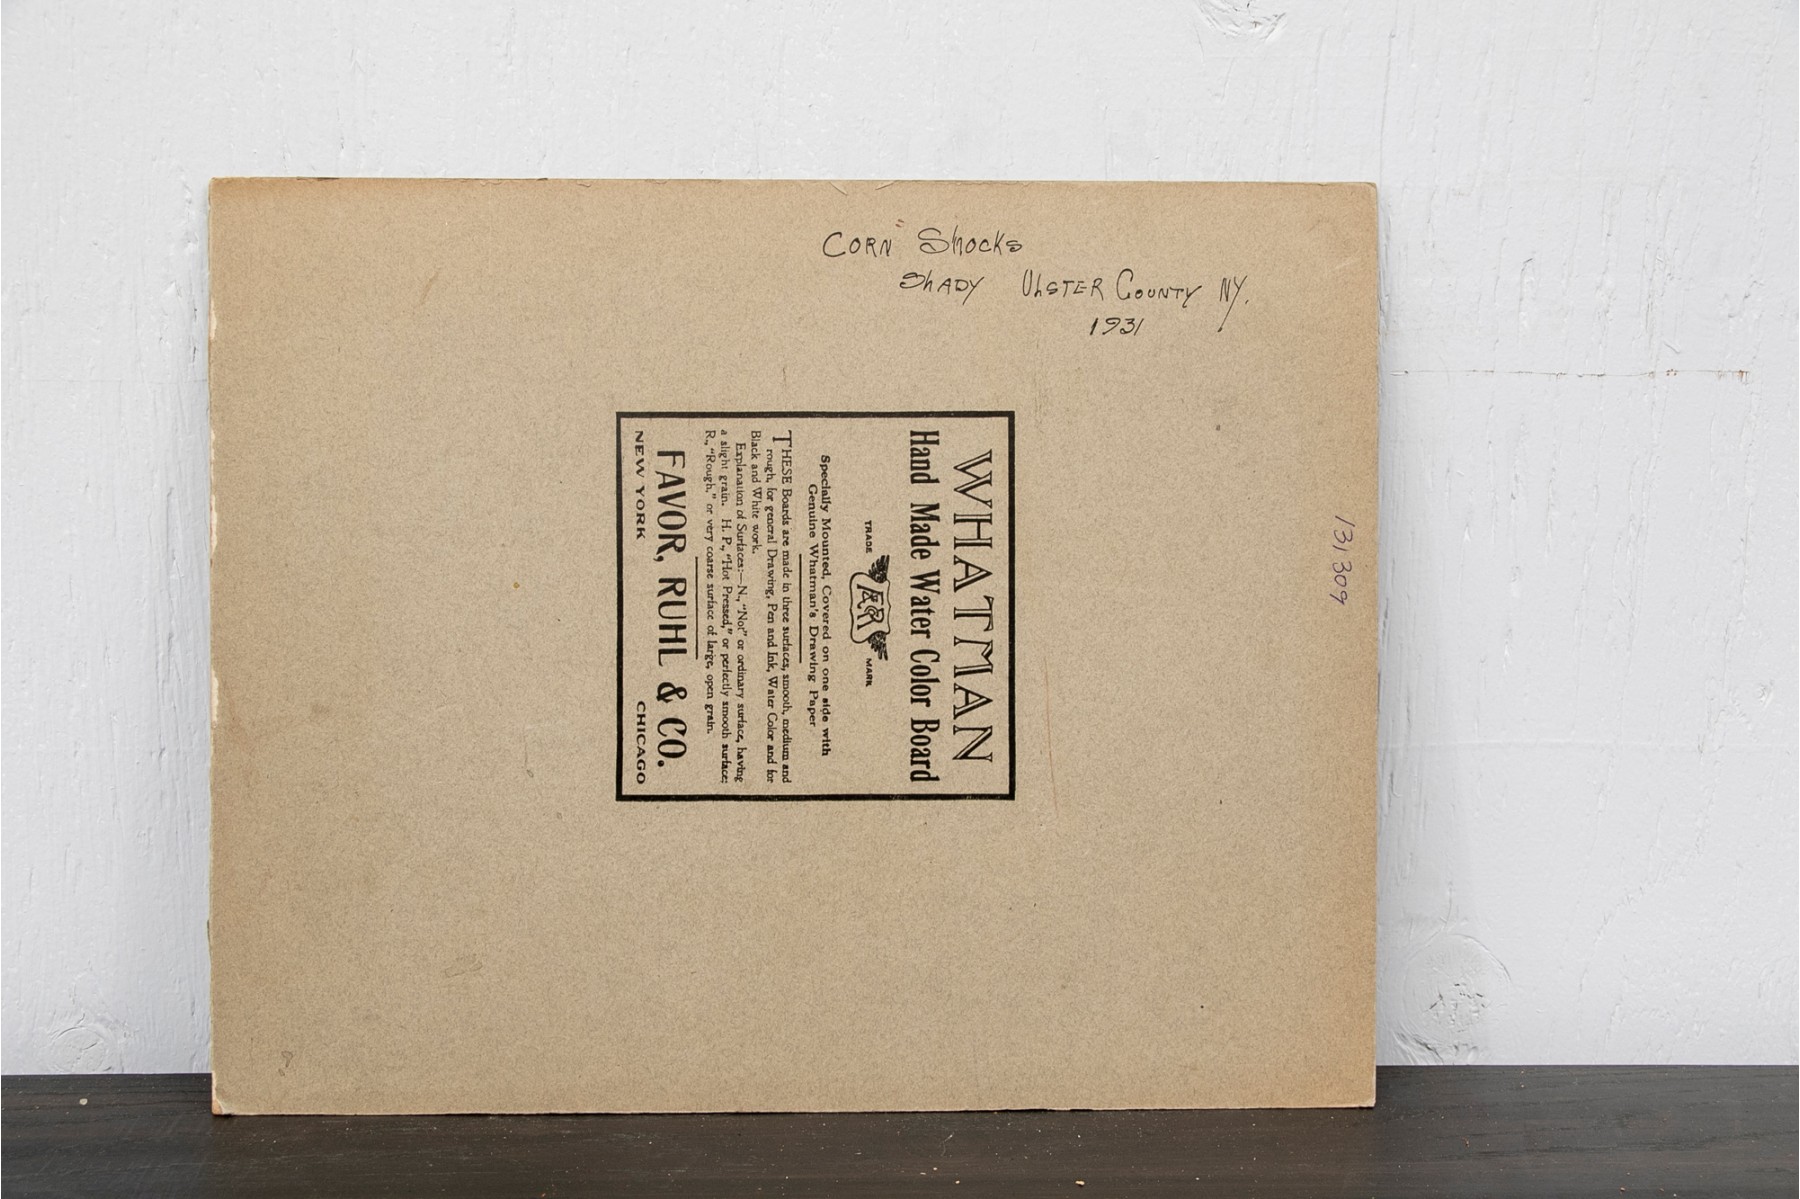 CORN" Shocks
Shady Ulster County NY.
1931
131309
WHATMAN
Hand Made Water Color Board
TRADE MARK
Specially Mounted, Covered on one side with
Genuine Whatman's Drawing Paper
THESE Boards are made in three surfaces, smooth, medium and
rough, for general Drawing, Pen and Ink, Water Color and for
Black and White work.
Explanation of Surfaces:—N., "Not" or ordinary surface, having
a slight grain. H. P., "Hot Pressed," or perfectly smooth surface;
R., "Rough," or very coarse surface of large, open grain.
FAVOR, RUHL & CO.
NEW YORK CHICAGO